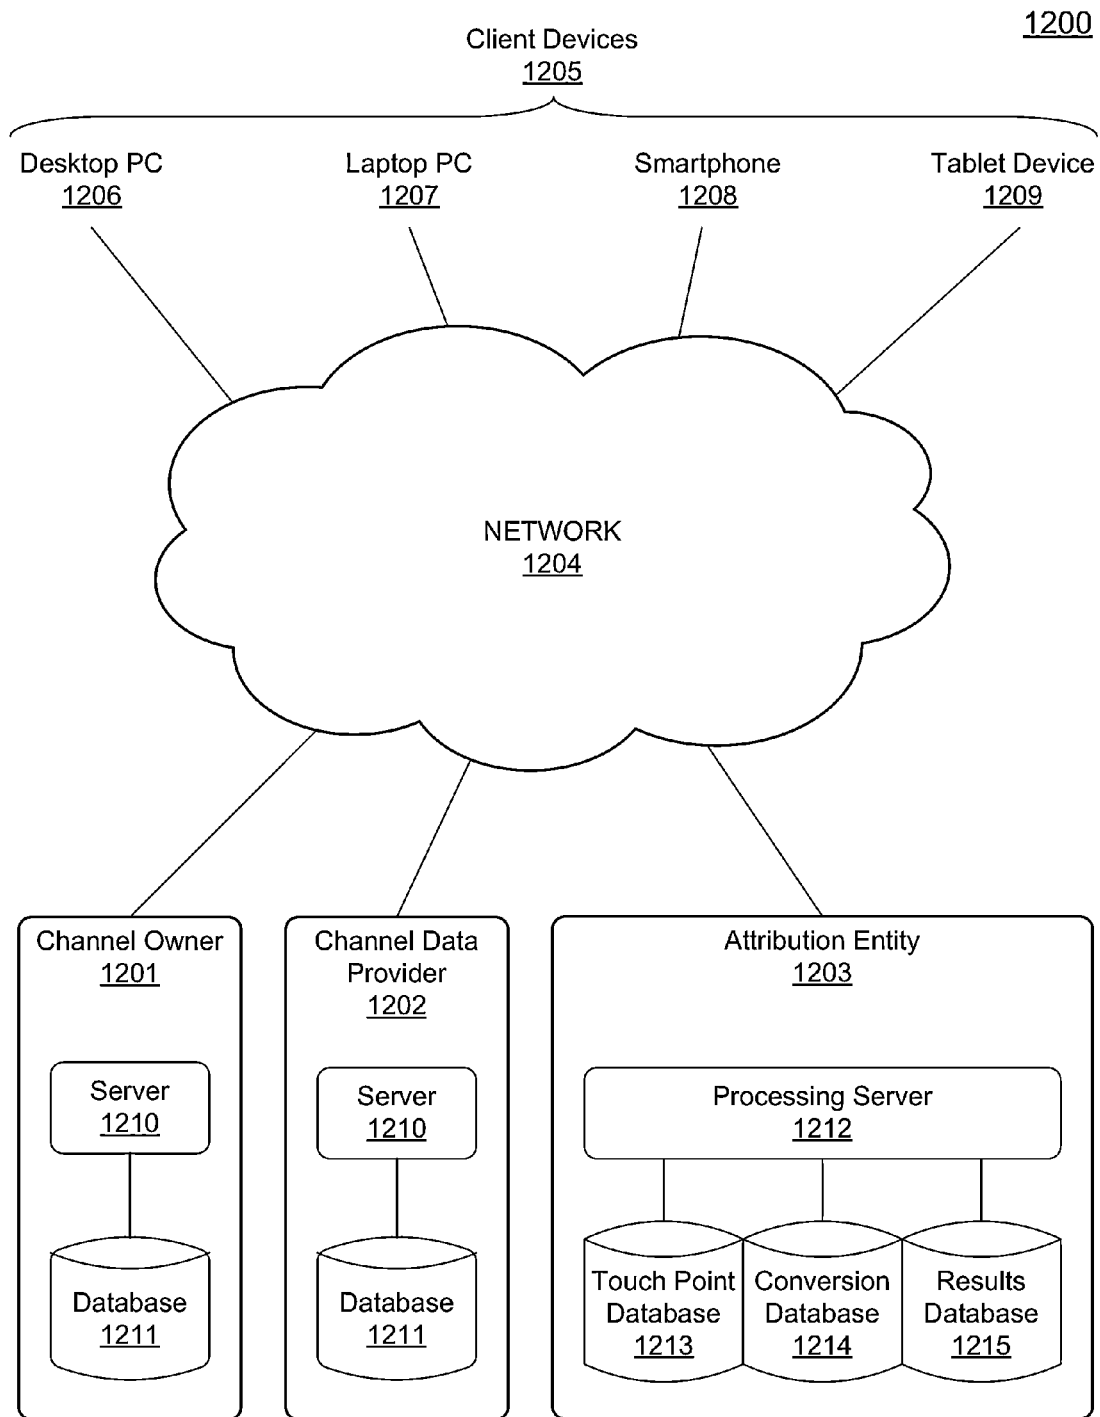 1200
Client Devices
1205
Desktop PC
1206
Laptop PC
1207
Smartphone
1208
Tablet Device
1209
NETWORK
1204
Channel Owner
1201
Server
1210
Database
1211
Channel Data
Provider
1202
Server
1210
Database
1211
Attribution Entity
1203
Processing Server
1212
Touch Point
Database
1213
Conversion
Database
1214
Results
Database
1215